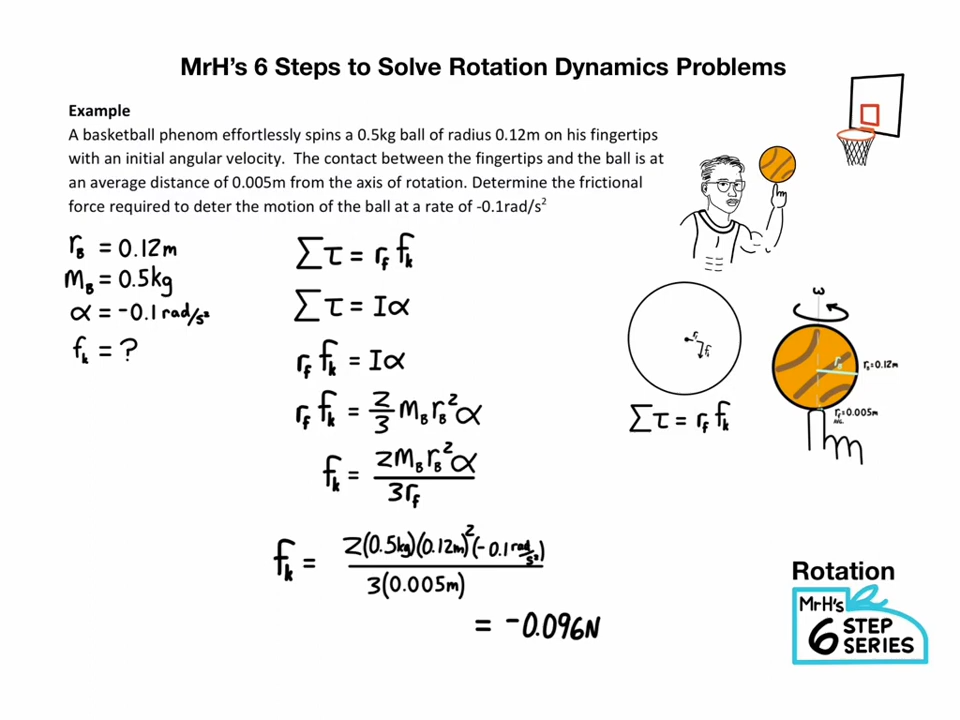 MrH's 6 Steps to Solve Rotation Dynamics Problems
Example
A basketball phenom effortlessly spins a 0.5kg ball of radius 0.12m on his fingertips
with an initial angular velocity. The contact between the fingertips and the ball is at
an average distance of 0.005m from the axis of rotation. Determine the frictional
force required to deter the motion of the ball at a rate of -0.1rad/s²
r_B = 0.12m
m_B = 0.5kg
α = -0.1 rad/s²
f_k = ?
Στ = r_f f_k
Στ = Iα
r_f f_k = Iα
r_f f_k = 2/3 m_B r_B² α
f_k = 2m_B r_B² α / 3r_f
f_k = 2(0.5kg)(0.12m)²(-0.1 rad/s²) / 3(0.005m)
= -0.096N
r_f
f_k
Στ = r_f f_k
ω
r_B
r_B=0.12m
r_f=0.005m
Rotation
MrH's
6 STEP
SERIES